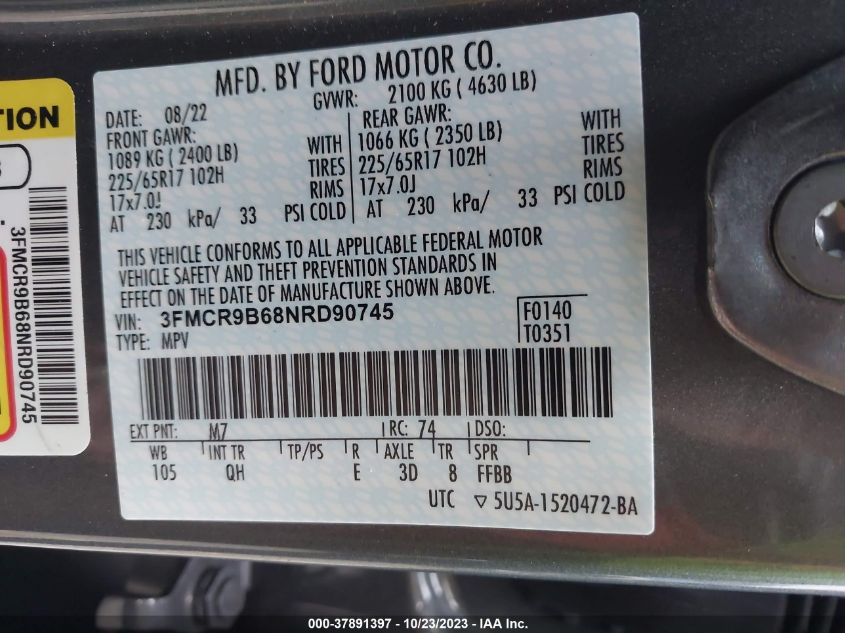 MFD. BY FORD MOTOR CO.
DATE: 08/22
GVWR: 2100 KG ( 4630 LB)
FRONT GAWR:
1089 KG ( 2400 LB) WITH
225/65R17 102H TIRES
17x7.0J RIMS
AT 230 kPa/ 33 PSI COLD
REAR GAWR:
1066 KG ( 2350 LB) WITH
225/65R17 102H TIRES
17x7.0J RIMS
AT 230 kPa/ 33 PSI COLD
THIS VEHICLE CONFORMS TO ALL APPLICABLE FEDERAL MOTOR
VEHICLE SAFETY AND THEFT PREVENTION STANDARDS IN
EFFECT ON THE DATE OF MANUFACTURE SHOWN ABOVE.
VIN: 3FMCR9B68NRD90745
F0140
TYPE: MPV
T0351
EXT PNT: M7 RC: 74 DSO:
WB INT TR TP/PS R AXLE TR SPR
105 QH E 3D 8 FFBB
UTC ▽ 5U5A-1520472-BA
3FMCR9B68NRD90745
000-37891397 - 10/23/2023 - IAA Inc.